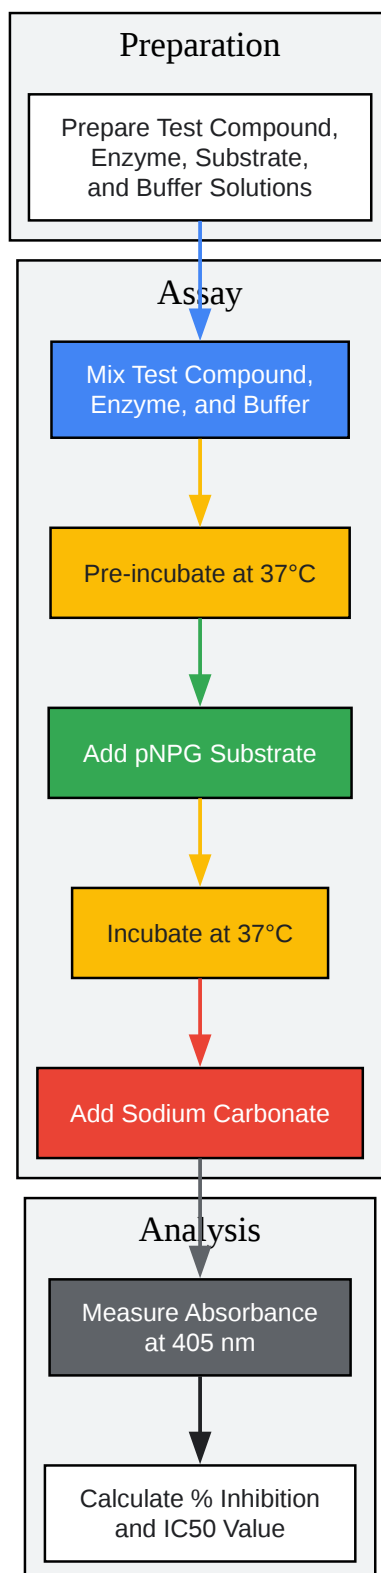 Preparation
Prepare Test Compound,
Enzyme, Substrate,
and Buffer Solutions
Assay
Mix Test Compound,
Enzyme, and Buffer
Pre-incubate at 37°C
Add pNPG Substrate
Incubate at 37°C
Add Sodium Carbonate
Analysis
Measure Absorbance
at 405 nm
Calculate % Inhibition
and IC50 Value